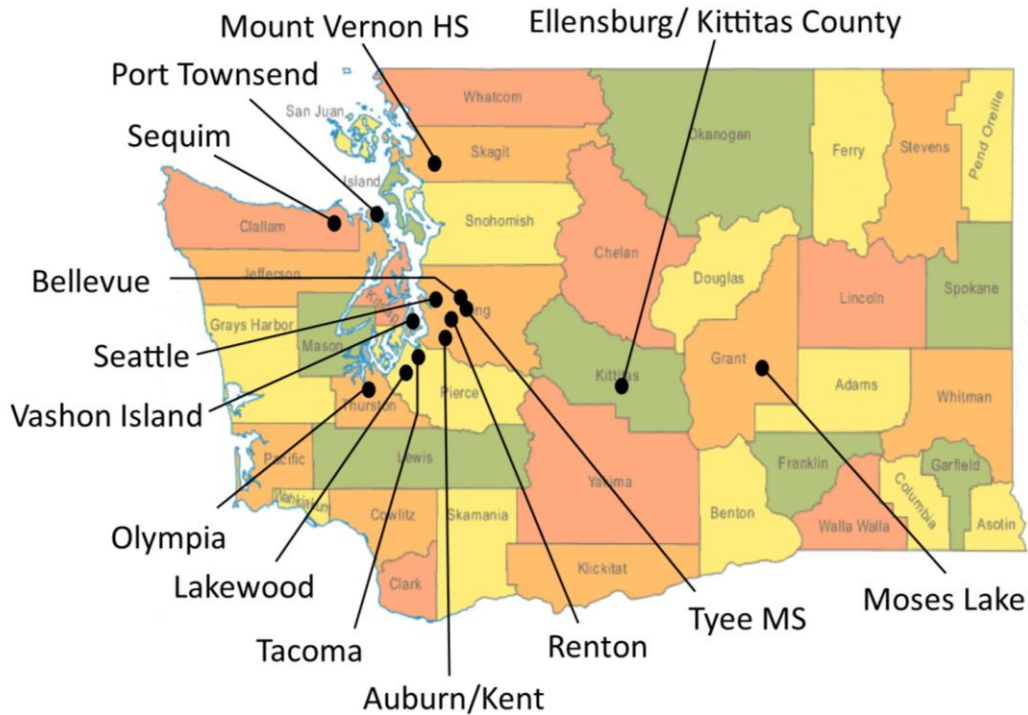 Mount Vernon HS
Ellensburg/ Kittitas County
Port Townsend
Sequim
Bellevue
Seattle
Vashon Island
Olympia
Lakewood
Tacoma
Auburn/Kent
Renton
Tyee MS
Moses Lake
Whatcom
San Juan
Skagit
Island
Okanogan
Ferry
Stevens
Pend Oreille
Clallam
Snohomish
Chelan
Jefferson
Douglas
Lincoln
Spokane
Kitsap
King
Grays Harbor
Mason
Grant
Kittitas
Adams
Pierce
Thurston
Whitman
Pacific
Lewis
Yakima
Franklin
Garfield
Columbia
Wahkiakum
Cowlitz
Skamania
Benton
Walla Walla
Asotin
Clark
Klickitat